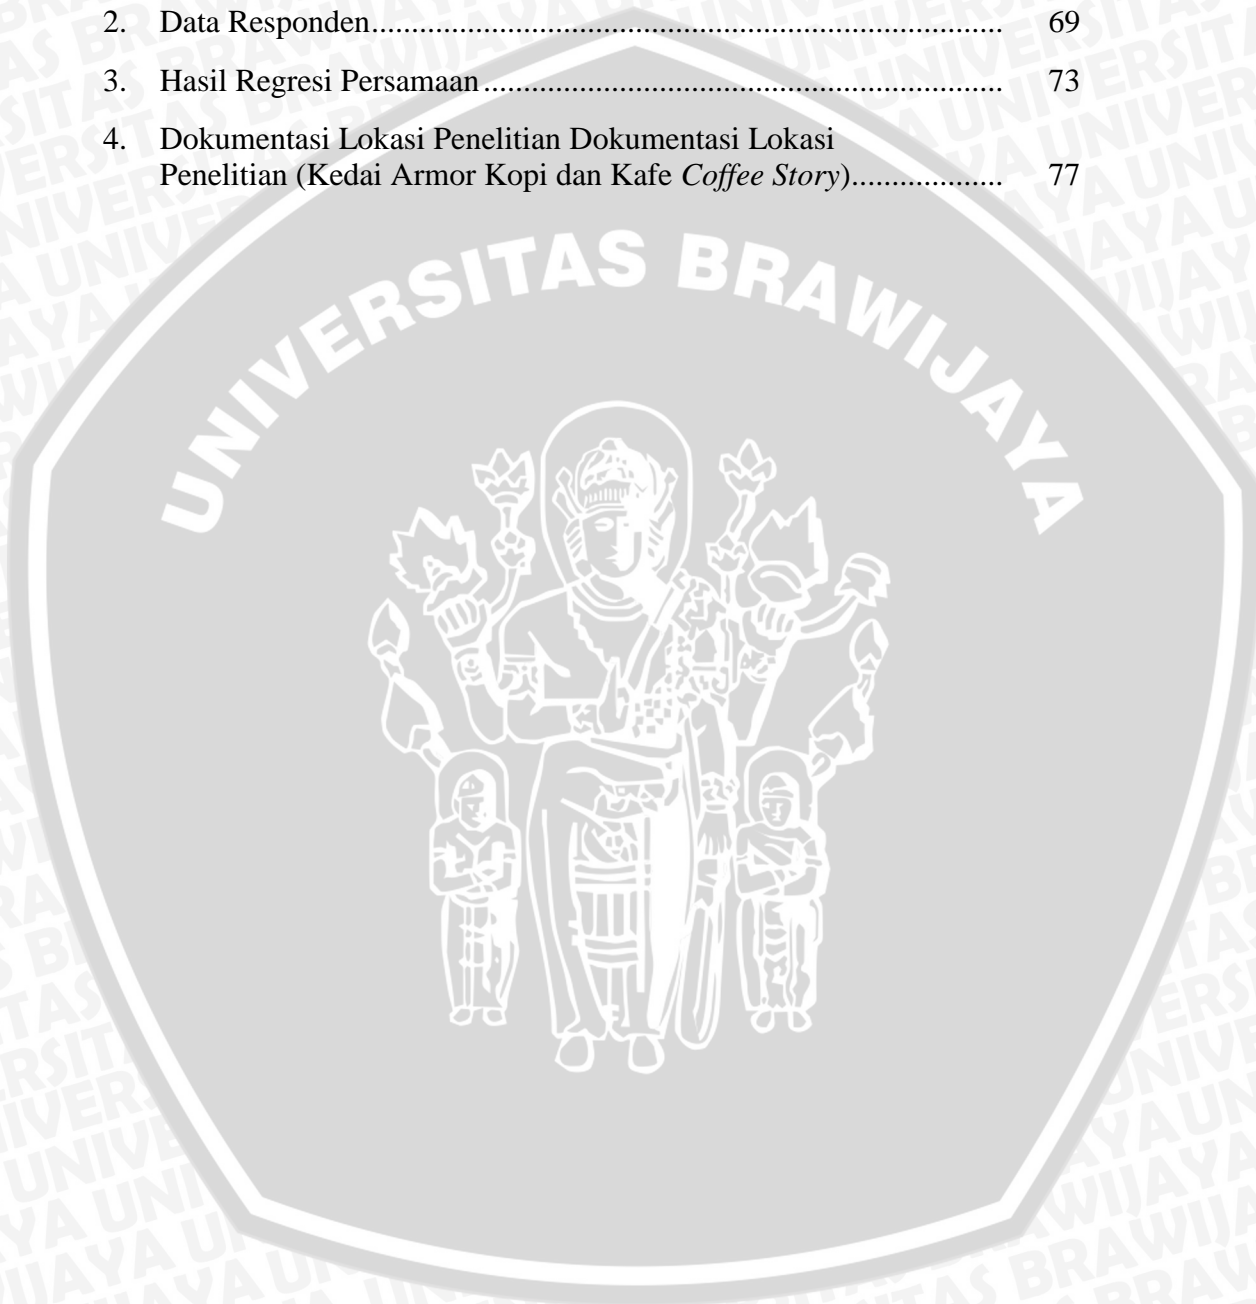 2. Data Responden............................................................................... 69
3. Hasil Regresi Persamaan................................................................. 73
4. Dokumentasi Lokasi Penelitian Dokumentasi Lokasi
Penelitian (Kedai Armor Kopi dan Kafe Coffee Story)................... 77
UNIVERSITAS BRAWIJAYA